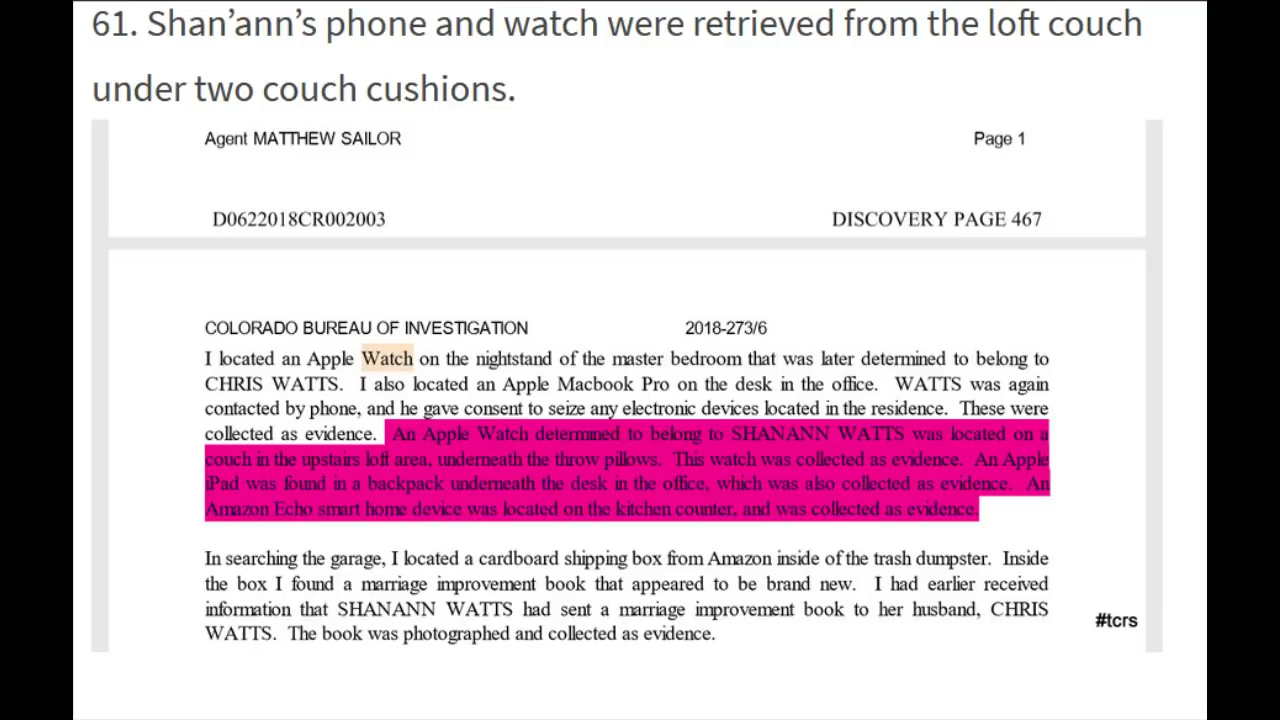 61. Shan’ann’s phone and watch were retrieved from the loft couch
under two couch cushions.
Agent MATTHEW SAILOR Page 1
D0622018CR002003 DISCOVERY PAGE 467
COLORADO BUREAU OF INVESTIGATION 2018-273/6
I located an Apple Watch on the nightstand of the master bedroom that was later determined to belong to
CHRIS WATTS. I also located an Apple Macbook Pro on the desk in the office. WATTS was again
contacted by phone, and he gave consent to seize any electronic devices located in the residence. These were
collected as evidence. An Apple Watch determined to belong to SHANANN WATTS was located on a
couch in the upstairs loft area, underneath the throw pillows. This watch was collected as evidence. An Apple
iPad was found in a backpack underneath the desk in the office, which was also collected as evidence. An
Amazon Echo smart home device was located on the kitchen counter, and was collected as evidence.
In searching the garage, I located a cardboard shipping box from Amazon inside of the trash dumpster. Inside
the box I found a marriage improvement book that appeared to be brand new. I had earlier received
information that SHANANN WATTS had sent a marriage improvement book to her husband, CHRIS
WATTS. The book was photographed and collected as evidence.
#tcrs